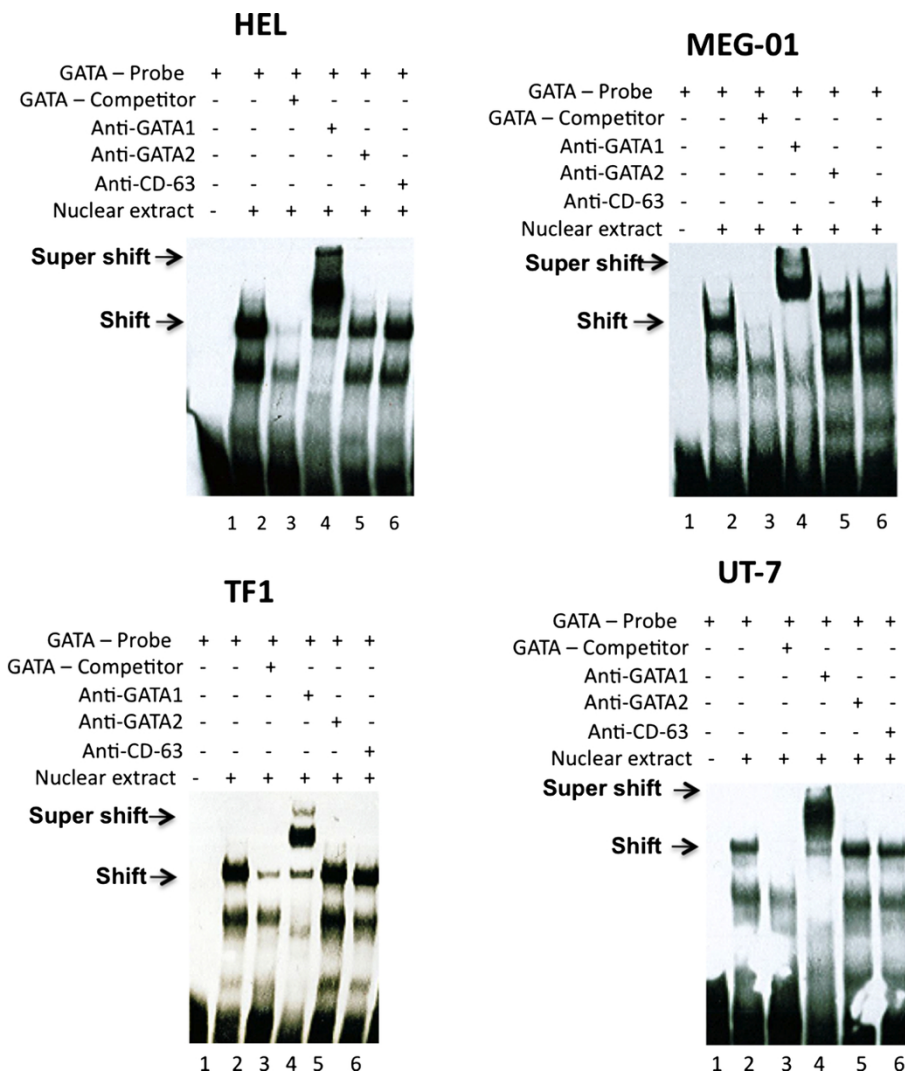 HEL
GATA – Probe + + + + + +
GATA – Competitor - - + - - -
Anti-GATA1 - - - + - -
Anti-GATA2 - - - - + -
Anti-CD-63 - - - - - +
Nuclear extract - + + + + +
Super shift →
Shift →
1 2 3 4 5 6
MEG-01
GATA – Probe + + + + + +
GATA – Competitor - - + - - -
Anti-GATA1 - - - + - -
Anti-GATA2 - - - - + -
Anti-CD-63 - - - - - +
Nuclear extract - + + + + +
Super shift →
Shift →
1 2 3 4 5 6
TF1
GATA – Probe + + + + + +
GATA – Competitor - - + - - -
Anti-GATA1 - - - + - -
Anti-GATA2 - - - - + -
Anti-CD-63 - - - - - +
Nuclear extract - + + + + +
Super shift →
Shift →
1 2 3 4 5 6
UT-7
GATA – Probe + + + + + +
GATA – Competitor - - + - - -
Anti-GATA1 - - - + - -
Anti-GATA2 - - - - + -
Anti-CD-63 - - - - - +
Nuclear extract - + + + + +
Super shift →
Shift →
1 2 3 4 5 6